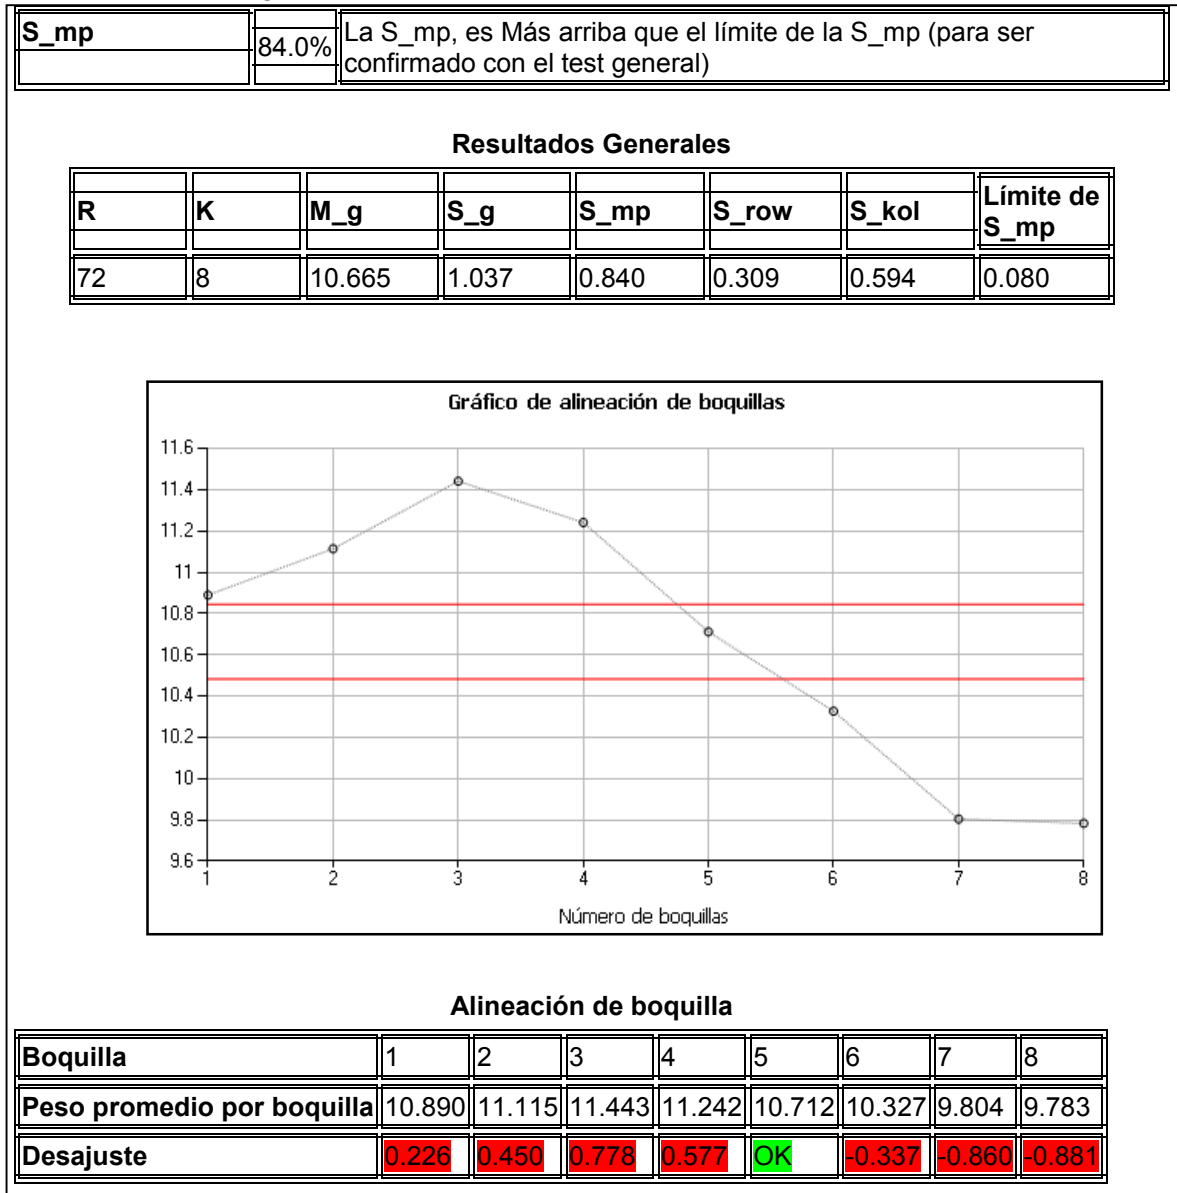 S_mp 84.0% La S_mp, es Más arriba que el límite de la S_mp (para ser
confirmado con el test general)
Resultados Generales
R K M_g S_g S_mp S_row S_kol Límite de
S_mp
72 8 10.665 1.037 0.840 0.309 0.594 0.080
Gráfico de alineación de boquillas
11.6
11.4
11.2
11
10.8
10.6
10.4
10.2
10
9.8
9.6
1 2 3 4 5 6 7 8
Número de boquillas
Alineación de boquilla
Boquilla 1 2 3 4 5 6 7 8
Peso promedio por boquilla 10.890 11.115 11.443 11.242 10.712 10.327 9.804 9.783
Desajuste 0.226 0.450 0.778 0.577 OK -0.337 -0.860 -0.881